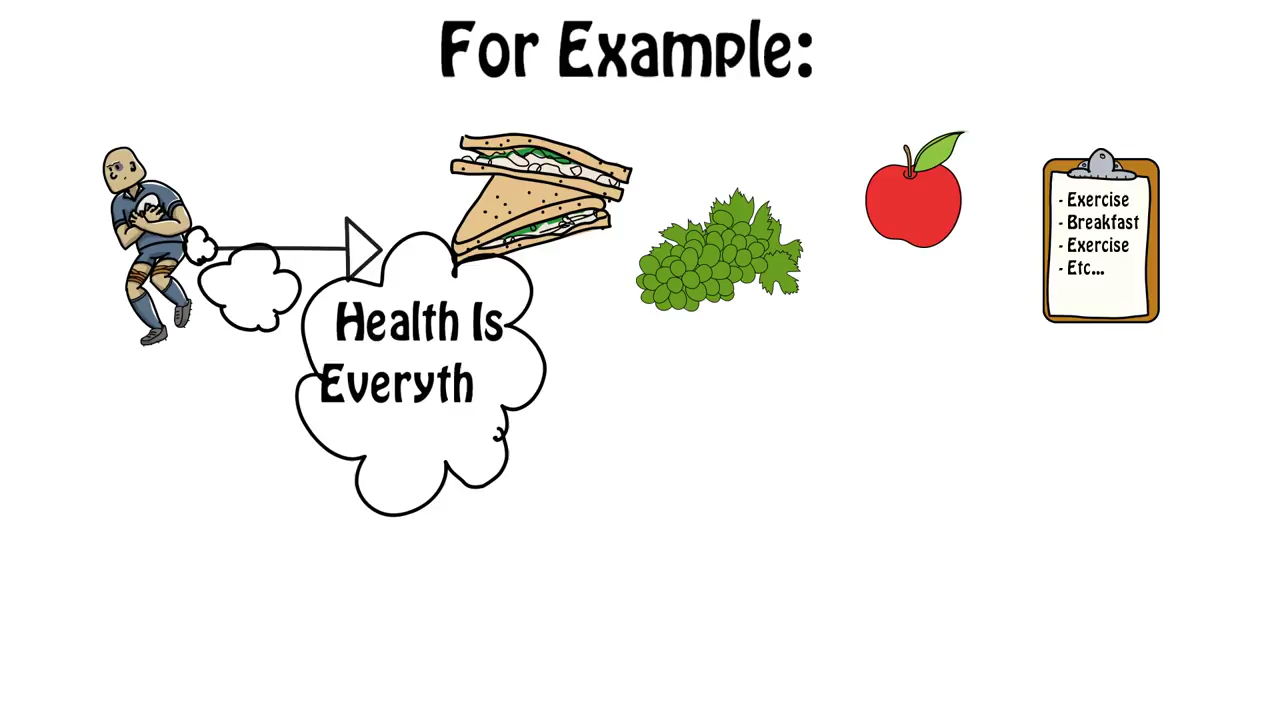 For Example:
- Exercise
- Breakfast
- Exercise
- Etc...
Health Is
Everyth